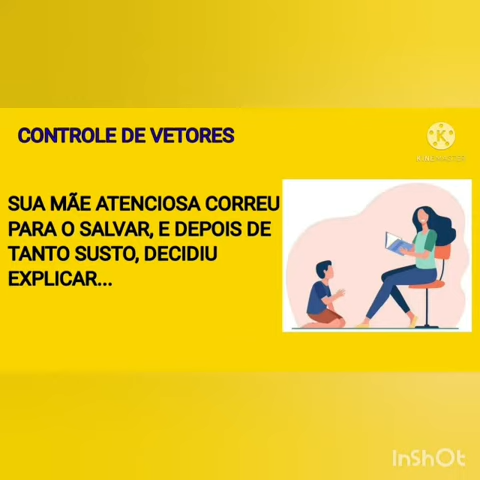 CONTROLE DE VETORES
KINEMASTER
SUA MÃE ATENCIOSA CORREU
PARA O SALVAR, E DEPOIS DE
TANTO SUSTO, DECIDIU
EXPLICAR...
InShOt